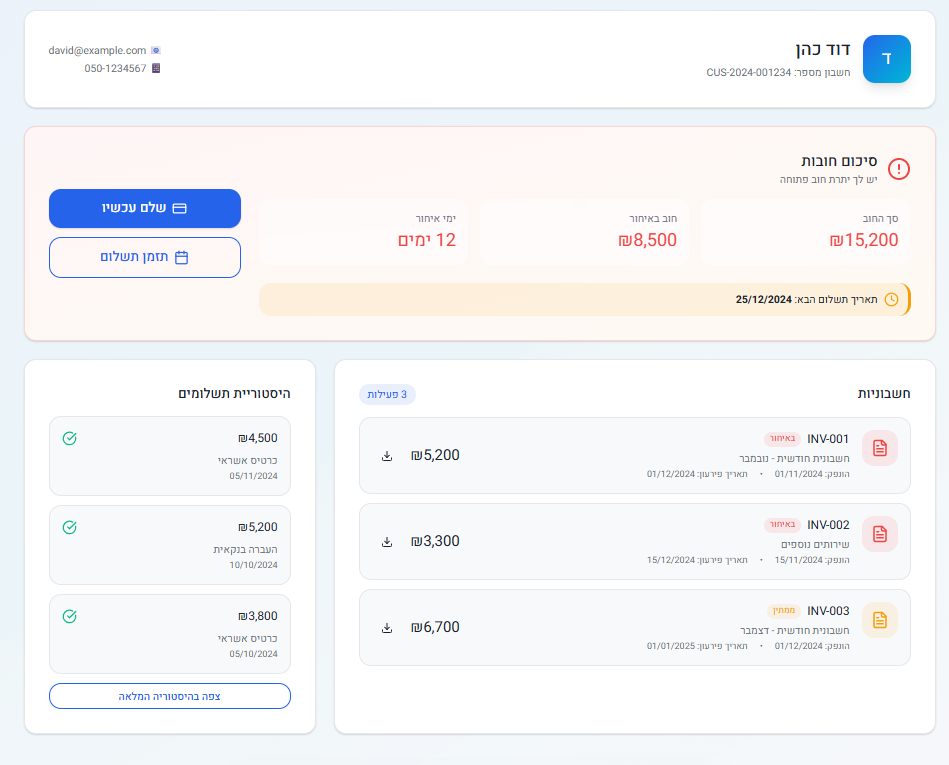 דוד כהן
חשבון מספר: CUS-2024-001234
ד
david@example.com
050-1234567
סיכום חובות
יש לך יתרת חוב פתוחה
סך החוב
₪15,200
חוב באיחור
₪8,500
ימי איחור
12 ימים
תאריך תשלום הבא: 25/12/2024
שלם עכשיו
תזמן תשלום
חשבוניות
3 פעילות
INV-001 באיחור
חשבונית חודשית - נובמבר
הונפק: 01/11/2024 • תאריך פירעון: 01/12/2024
₪5,200
INV-002 באיחור
שירותים נוספים
הונפק: 15/11/2024 • תאריך פירעון: 15/12/2024
₪3,300
INV-003 ממתין
חשבונית חודשית - דצמבר
הונפק: 01/12/2024 • תאריך פירעון: 01/01/2025
₪6,700
היסטוריית תשלומים
₪4,500
כרטיס אשראי
05/11/2024
₪5,200
העברה בנקאית
10/10/2024
₪3,800
כרטיס אשראי
05/10/2024
צפה בהיסטוריה המלאה